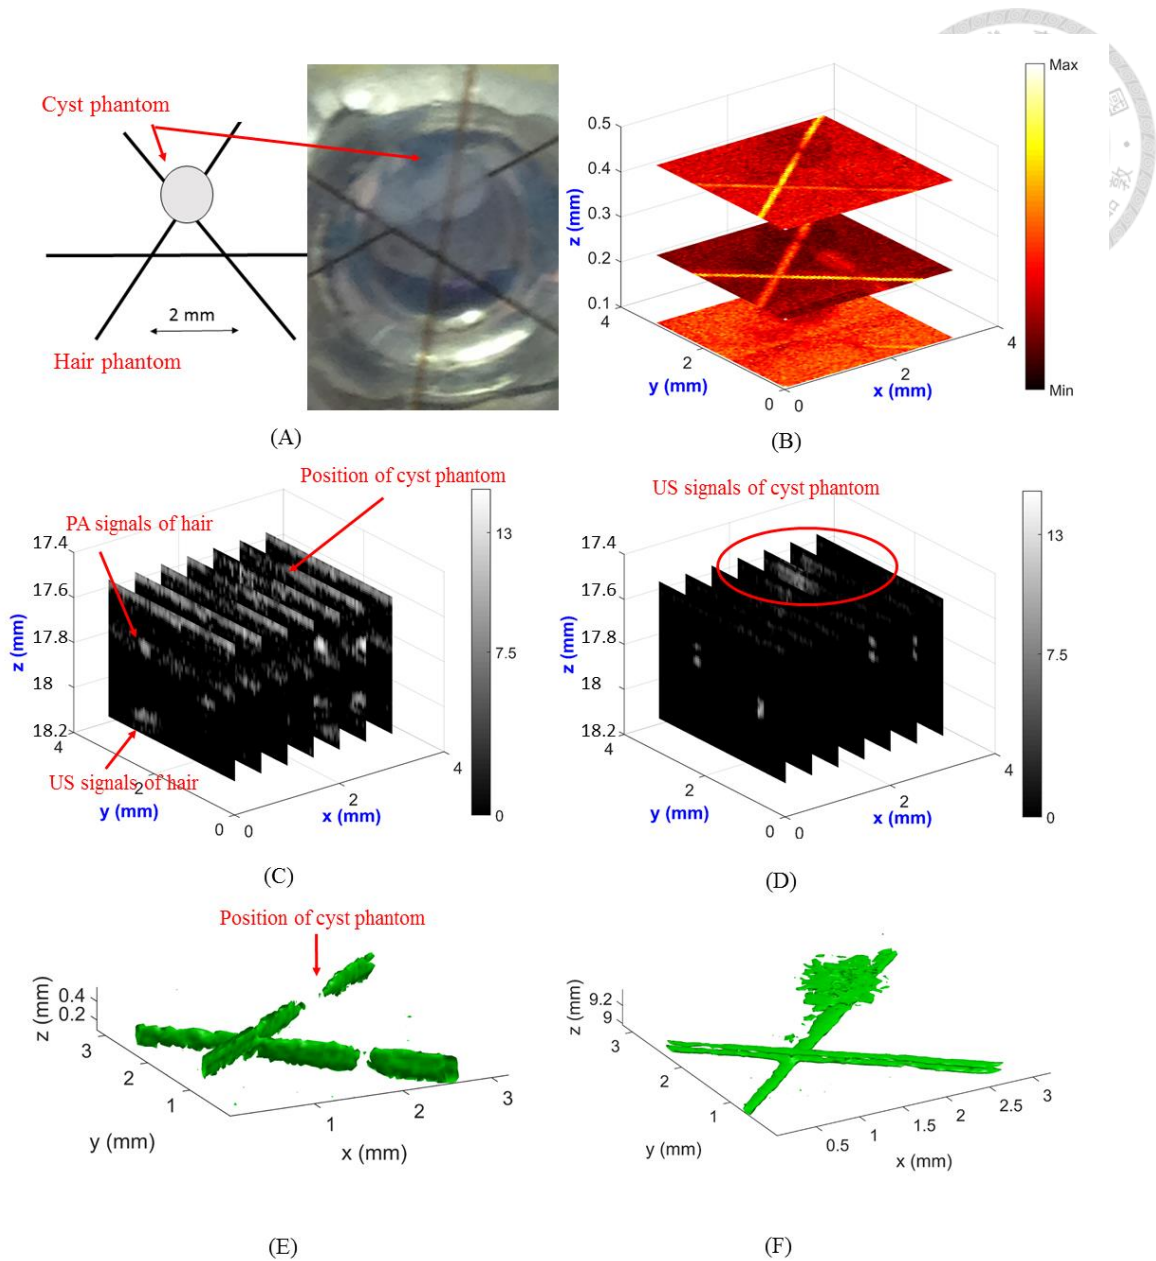 Cyst phantom
2 mm
Hair phantom
(A)
Max
0.5
0.4
0.3
0.2
0.1
z (mm)
4
2
0
y (mm)
0
2
4
x (mm)
Min
(B)
Position of cyst phantom
PA signals of hair
17.4
17.6
17.8
18
18.2
z (mm)
4
2
0
US signals of hair
y (mm)
0
2
4
x (mm)
13
7.5
0
(C)
US signals of cyst phantom
17.4
17.6
17.8
18
18.2
z (mm)
4
2
0
y (mm)
0
2
4
x (mm)
13
7.5
0
(D)
Position of cyst phantom
z (mm)
0.4
0.2
3
2
1
y (mm)
1
2
3
x (mm)
(E)
z (mm)
9.2
9
3
2
1
y (mm)
0.5
1
1.5
2
2.5
3
x (mm)
(F)